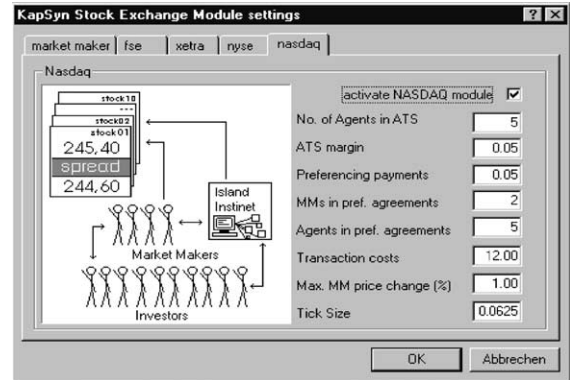 KapSyn Stock Exchange Module settings
market maker fse xetra nyse nasdaq
Nasdaq
stock10
---
stock02
stock01
245,40
spread
244,60
Island
Instinet
Market Makers
Investors
activate NASDAQ module
No. of Agents in ATS 5
ATS margin 0.05
Preferencing payments 0.05
MMs in pref. agreements 2
Agents in pref. agreements 5
Transaction costs 12.00
Max. MM price change (%) 1.00
Tick Size 0.0625
OK Abbrechen